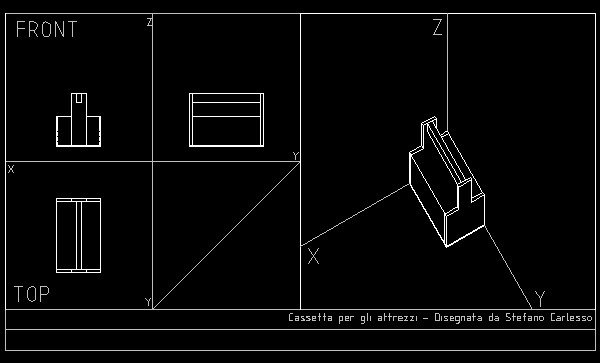 FRONT
Z
Z
X
Y
X
TOP
Y
Y
Cassetta per gli attrezzi - Disegnata da Stefano Carlesso